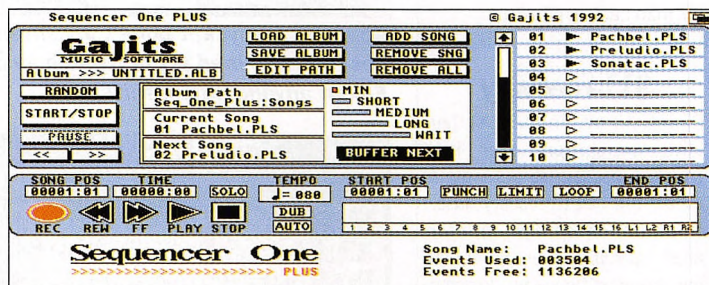 Sequencer One PLUS
© Gajits 1992
Gajits
MUSIC SOFTWARE
Album >>> UNTITLED.ALB
LOAD ALBUM
ADD SONG
SAVE ALBUM
REMOVE SNG
EDIT PATH
REMOVE ALL
01 Pachbel.PLS
02 Preludio.PLS
03 Sonatac.PLS
04
05
06
07
08
09
10
RANDOM
START/STOP
PAUSE
<< >>
Album Path
Seq_One_Plus:Songs
Current Song
01 Pachbel.PLS
Next Song
02 Preludio.PLS
MIN
SHORT
MEDIUM
LONG
WAIT
BUFFER NEXT
SONG POS
00001:01
TIME
00000:00
SOLO
TEMPO
♩= 080
START POS
00001:01
PUNCH
LIMIT
LOOP
END POS
00001:01
REC
REW
FF
PLAY
STOP
DUB
AUTO
1 2 3 4 5 6 7 8 9 10 11 12 13 14 15 16 L1 L2 R1 R2
Sequencer One
>>>>>>>>>>>>>>>>>>>>>>> PLUS
Song Name: Pachbel.PLS
Events Used: 003504
Events Free: 1136206